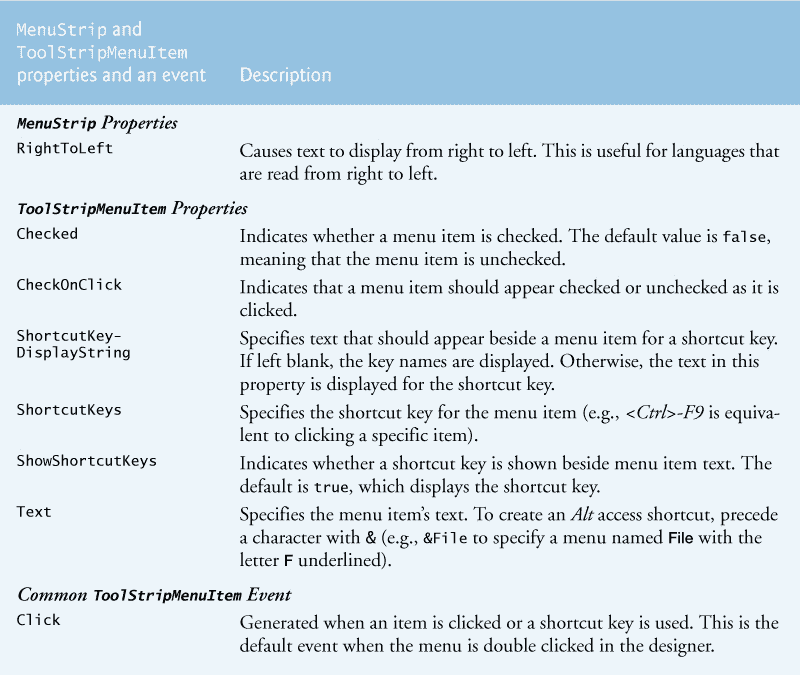 MenuStrip and
ToolStripMenuItem
properties and an event
Description
MenuStrip Properties
RightToLeft
Causes text to display from right to left. This is useful for languages that
are read from right to left.
ToolStripMenuItem Properties
Checked
Indicates whether a menu item is checked. The default value is false,
meaning that the menu item is unchecked.
CheckOnClick
Indicates that a menu item should appear checked or unchecked as it is
clicked.
ShortcutKey-
DisplayString
Specifies text that should appear beside a menu item for a shortcut key.
If left blank, the key names are displayed. Otherwise, the text in this
property is displayed for the shortcut key.
ShortcutKeys
Specifies the shortcut key for the menu item (e.g., <Ctrl>-F9 is equiva-
lent to clicking a specific item).
ShowShortcutKeys
Indicates whether a shortcut key is shown beside menu item text. The
default is true, which displays the shortcut key.
Text
Specifies the menu item's text. To create an Alt access shortcut, precede
a character with & (e.g., &File to specify a menu named File with the
letter F underlined).
Common ToolStripMenuItem Event
Click
Generated when an item is clicked or a shortcut key is used. This is the
default event when the menu is double clicked in the designer.